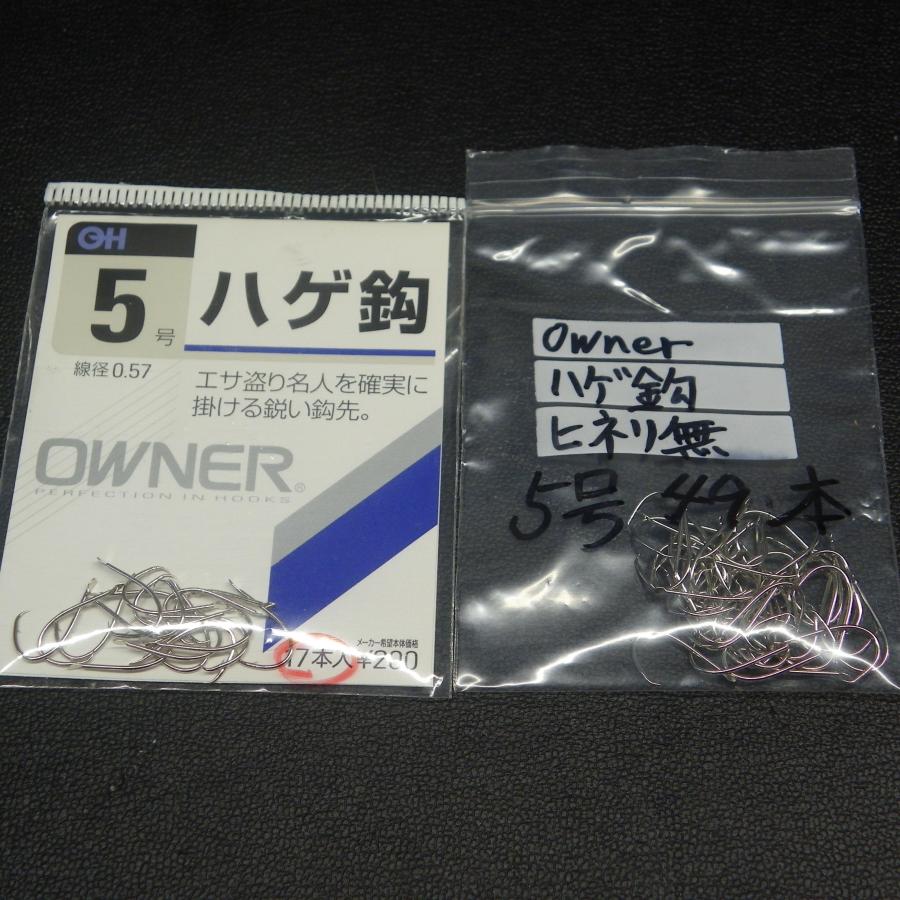 OH
5号
ハゲ鈎
線径0.57
エサ盗り名人を確実に
掛ける鋭い鈎先。
OWNER®
PERFECTION IN HOOKS
メーカー希望本体価格
17本入
Owner
ハゲ鈎
ヒネリ無
5号 49本